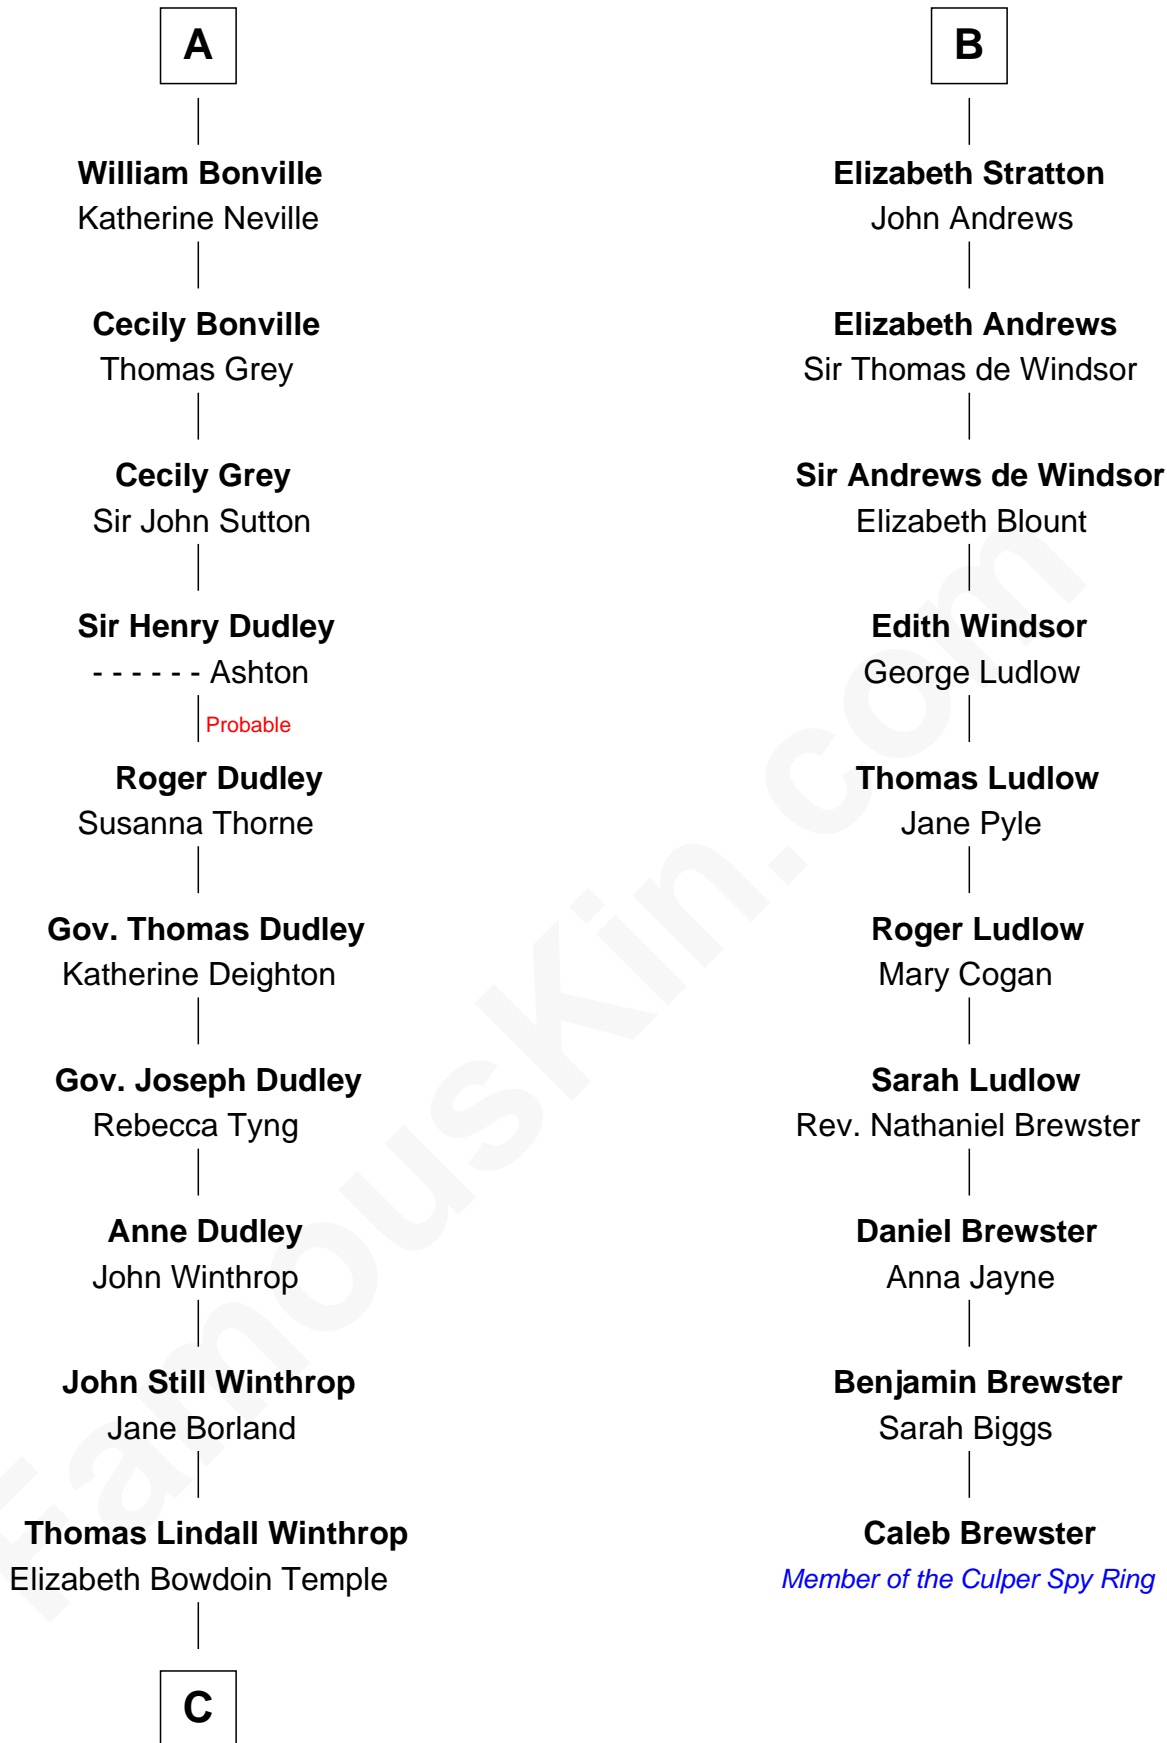 A
William Bonville
Katherine Neville
Cecily Bonville
Thomas Grey
Cecily Grey
Sir John Sutton
Sir Henry Dudley
- - - - - - Ashton
Probable
Roger Dudley
Susanna Thorne
Gov. Thomas Dudley
Katherine Deighton
Gov. Joseph Dudley
Rebecca Tyng
Anne Dudley
John Winthrop
John Still Winthrop
Jane Borland
Thomas Lindall Winthrop
Elizabeth Bowdoin Temple
C
B
Elizabeth Stratton
John Andrews
Elizabeth Andrews
Sir Thomas de Windsor
Sir Andrews de Windsor
Elizabeth Blount
Edith Windsor
George Ludlow
Thomas Ludlow
Jane Pyle
Roger Ludlow
Mary Cogan
Sarah Ludlow
Rev. Nathaniel Brewster
Daniel Brewster
Anna Jayne
Benjamin Brewster
Sarah Biggs
Caleb Brewster
Member of the Culper Spy Ring
FamousKin.com